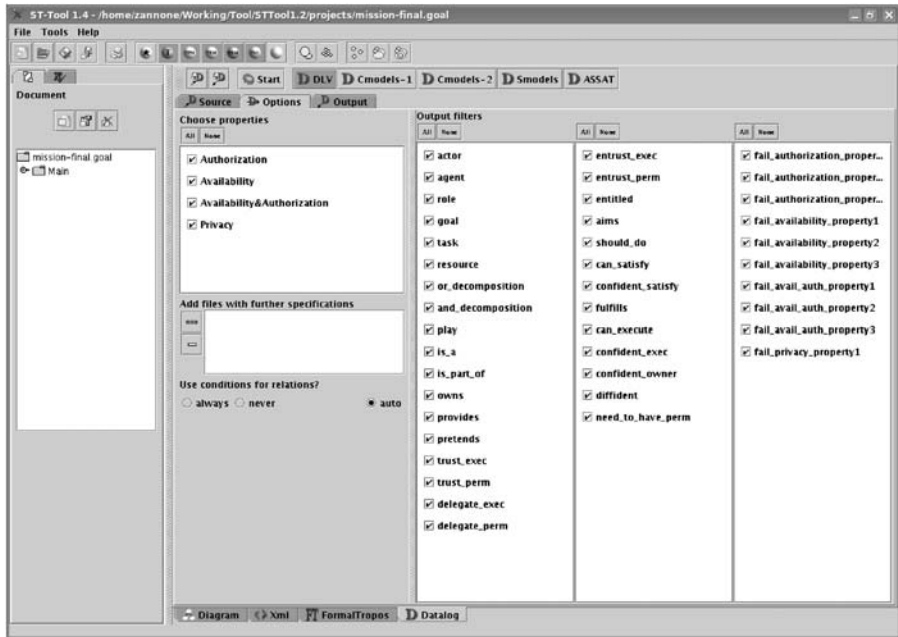 ST-Tool 1.4 - /home/zannone/Working/Tool/STTool1.2/projects/mission-final.goal
File Tools Help
Start DLV Cmodels-1 Cmodels-2 Smodels ASSAT
Document
Source Options Output
mission-final.goal
Main
Choose properties
All None
Authorization
Availability
Availability&Authorization
Privacy
Add files with further specifications
Use conditions for relations?
always never auto
Output filters
All None
actor
agent
role
goal
task
resource
or_decomposition
and_decomposition
play
is_a
is_part_of
owns
provides
pretends
trust_exec
trust_perm
delegate_exec
delegate_perm
All None
entrust_exec
entrust_perm
entitled
aims
should_do
can_satisfy
confident_satisfy
fulfills
can_execute
confident_exec
confident_owner
diffident
need_to_have_perm
All None
fail_authorization_proper...
fail_authorization_proper...
fail_authorization_proper...
fail_availability_property1
fail_availability_property2
fail_availability_property3
fail_avail_auth_property1
fail_avail_auth_property2
fail_avail_auth_property3
fail_privacy_property1
Diagram Xml FormalTropos Datalog